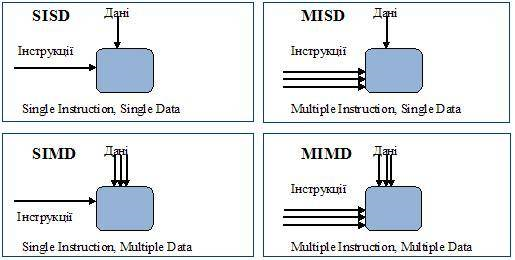 SISD
Дані
Інструкції
Single Instruction, Single Data
MISD
Дані
Інструкції
Multiple Instruction, Single Data
SIMD
Дані
Інструкції
Single Instruction, Multiple Data
MIMD
Дані
Інструкції
Multiple Instruction, Multiple Data